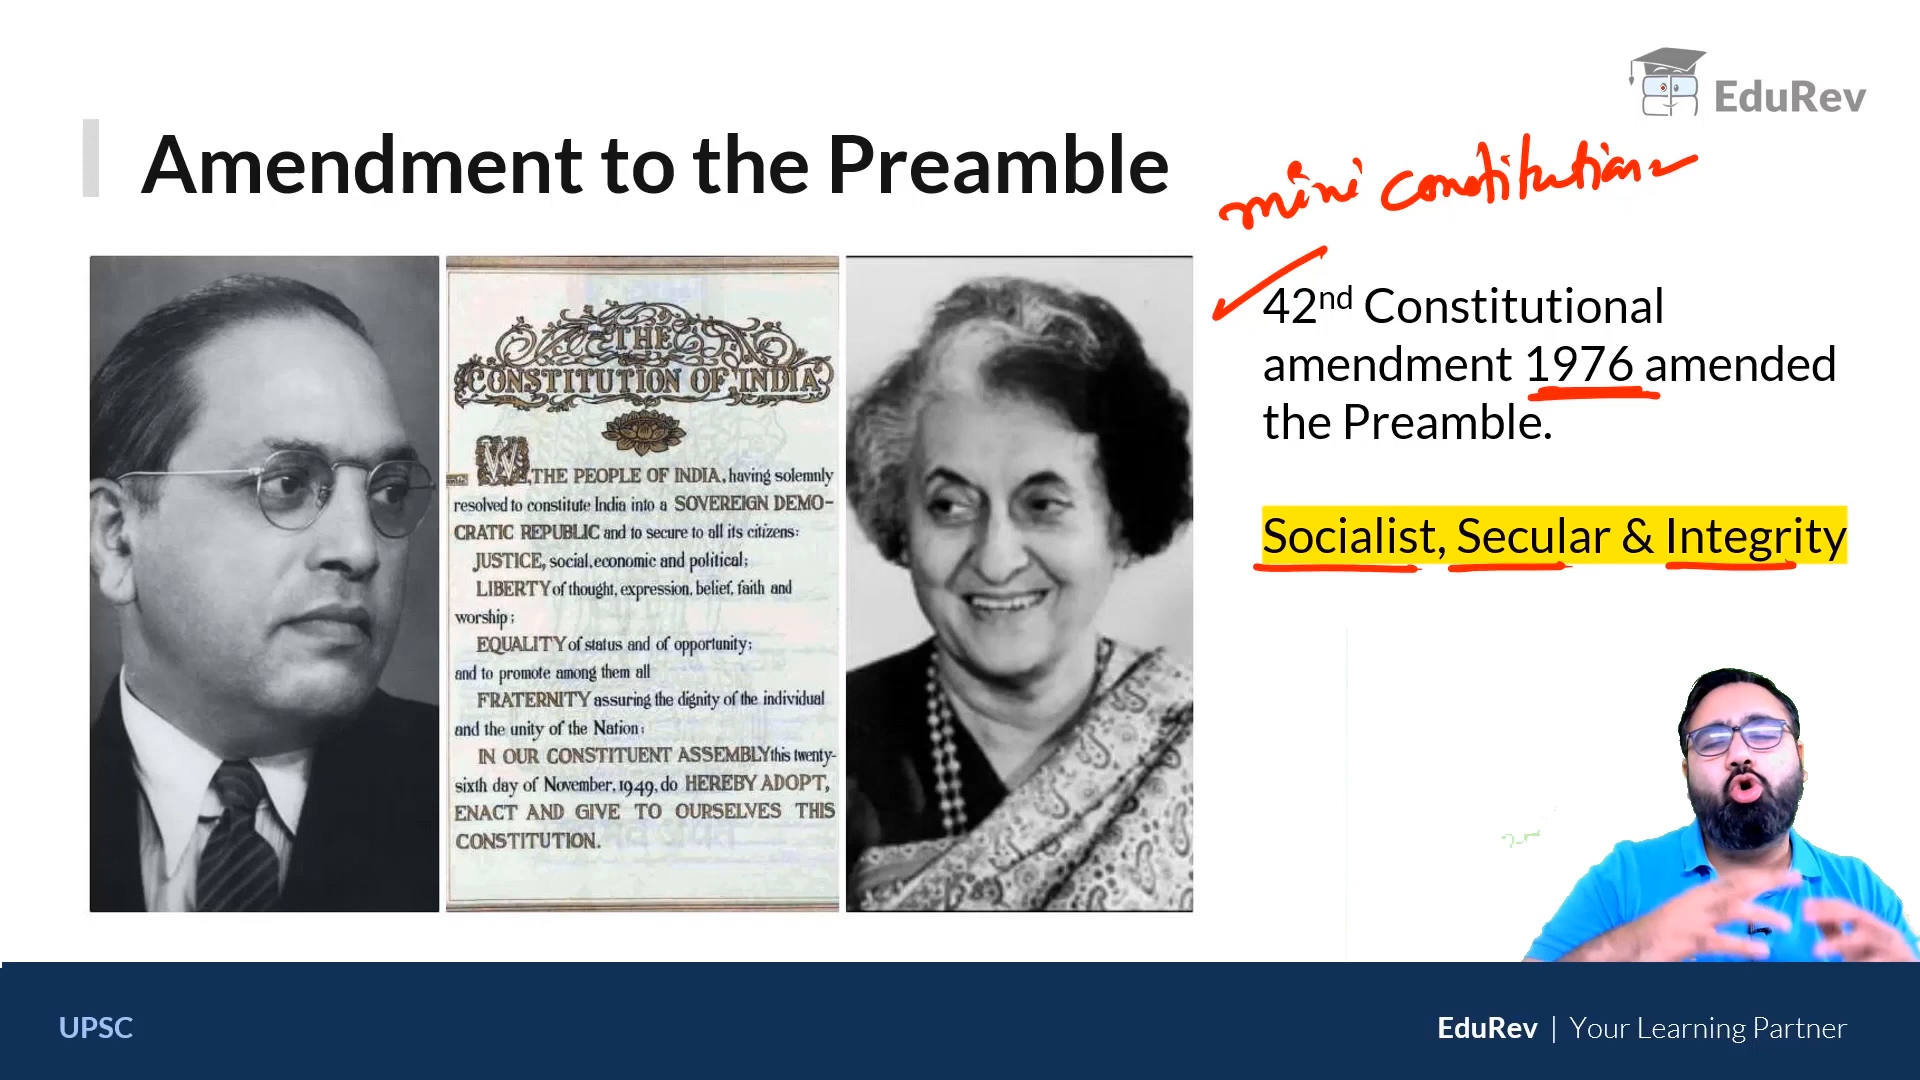 EduRev
Amendment to the Preamble
mini constitution
THE
CONSTITUTION OF INDIA
WE, THE PEOPLE OF INDIA, having solemnly
resolved to constitute India into a SOVEREIGN DEMO-
CRATIC REPUBLIC and to secure to all its citizens:
JUSTICE, social, economic and political;
LIBERTY of thought, expression, belief, faith and
worship;
EQUALITY of status and of opportunity;
and to promote among them all
FRATERNITY assuring the dignity of the individual
and the unity of the Nation;
IN OUR CONSTITUENT ASSEMBLY this twenty-
sixth day of November, 1949, do HEREBY ADOPT,
ENACT AND GIVE TO OURSELVES THIS
CONSTITUTION.
42nd Constitutional
amendment 1976 amended
the Preamble.
Socialist, Secular & Integrity
UPSC
EduRev | Your Learning Partner